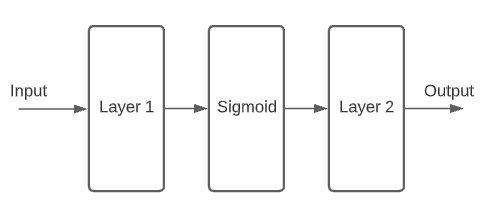 Input
Layer 1
Sigmoid
Layer 2
Output